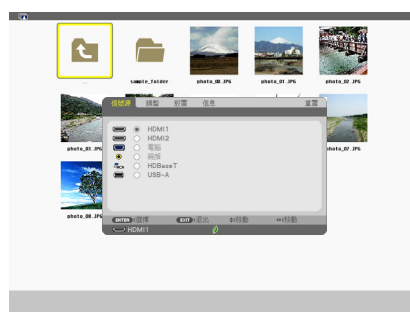 sample_folder photo_00.JPG photo_01.JPG photo_02.JPG
信號源 調整 設置 信息 重置
HDMI1
HDMI2
電腦
視頻
HDBaseT
USB-A
photo_03.JPG photo_07.JPG
photo_08.JPG
ENTER :選擇 EXIT :退出 :移動 :移動
HDMI1